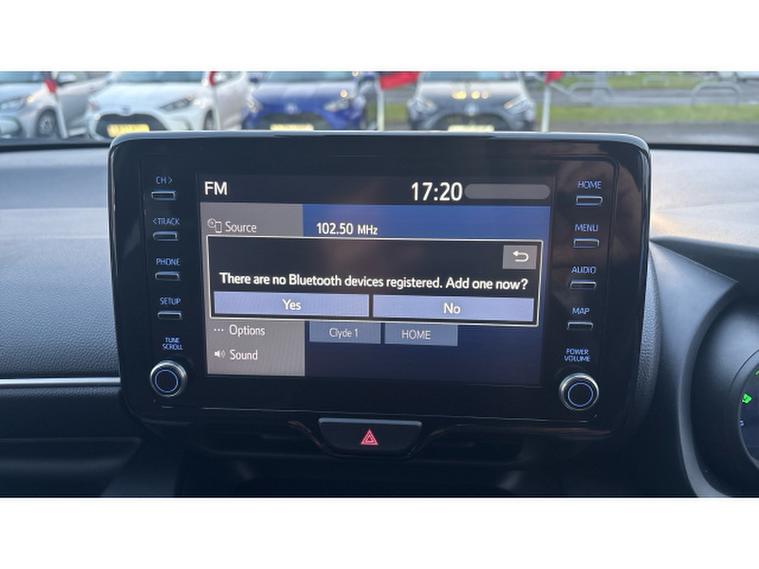 CH >
< TRACK
PHONE
SETUP
TUNE
SCROLL
FM
17:20
Source
102.50 MHz
There are no Bluetooth devices registered. Add one now?
Yes
No
Options
Clyde 1
HOME
Sound
HOME
MENU
AUDIO
MAP
POWER
VOLUME